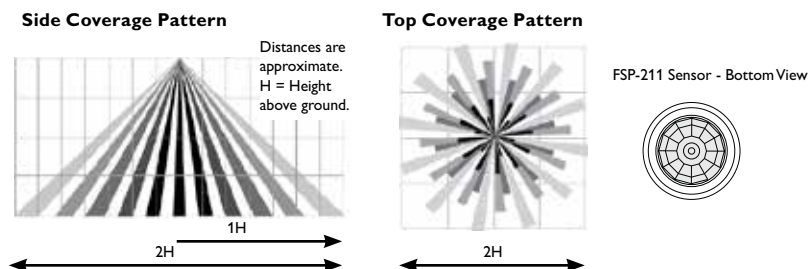 Side Coverage Pattern
Distances are
approximate.
H = Height
above ground.
1H
2H
Top Coverage Pattern
2H
FSP-211 Sensor - Bottom View